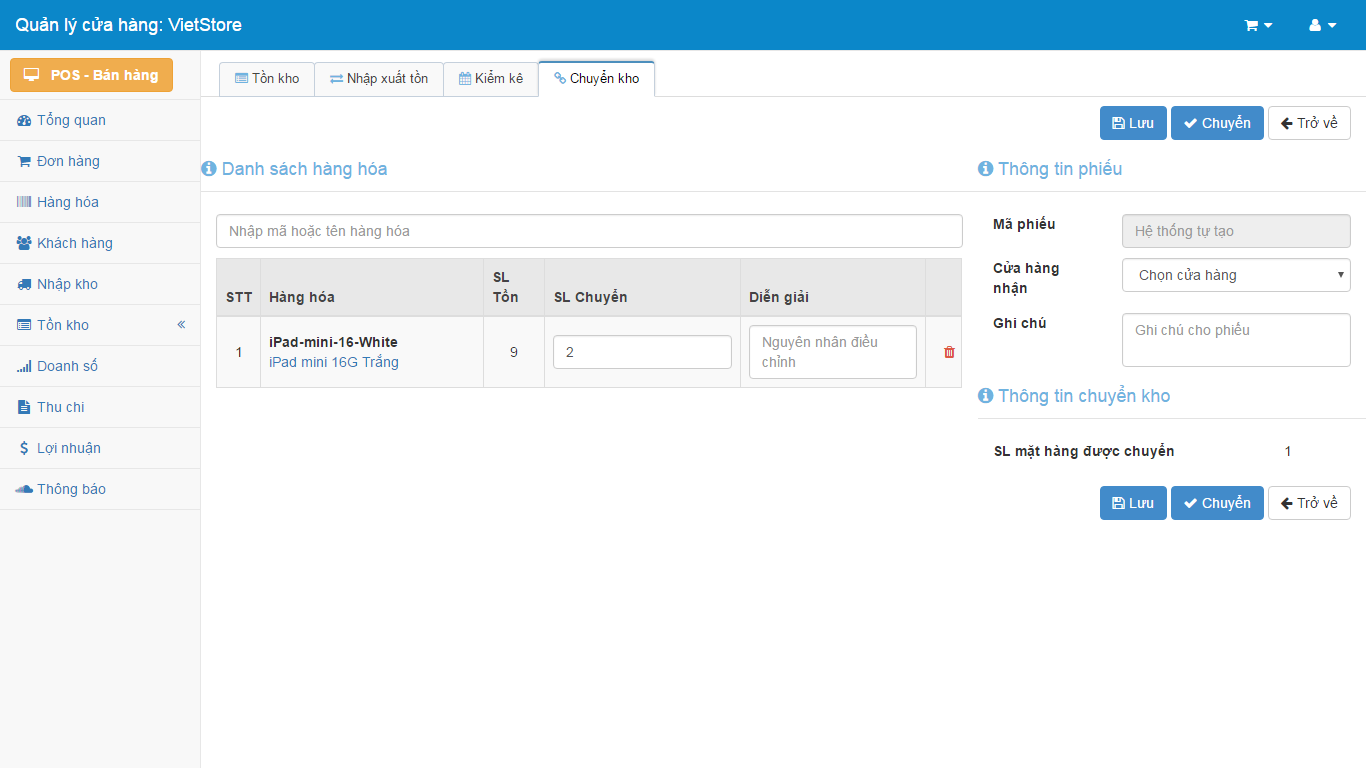 Quản lý cửa hàng: VietStore
POS - Bán hàng
Tổng quan
Đơn hàng
Hàng hóa
Khách hàng
Nhập kho
Tồn kho
Doanh số
Thu chi
Lợi nhuận
Thông báo
Tồn kho
Nhập xuất tồn
Kiểm kê
Chuyển kho
Lưu
Chuyển
Trở về
Danh sách hàng hóa
Nhập mã hoặc tên hàng hóa
STT
Hàng hóa
SL
Tồn
SL Chuyển
Diễn giải
1
iPad-mini-16-White
iPad mini 16G Trắng
9
2
Nguyên nhân điều
chỉnh
Thông tin phiếu
Mã phiếu
Hệ thống tự tạo
Cửa hàng
nhận
Chọn cửa hàng
Ghi chú
Ghi chú cho phiếu
Thông tin chuyển kho
SL mặt hàng được chuyển
1
Lưu
Chuyển
Trở về